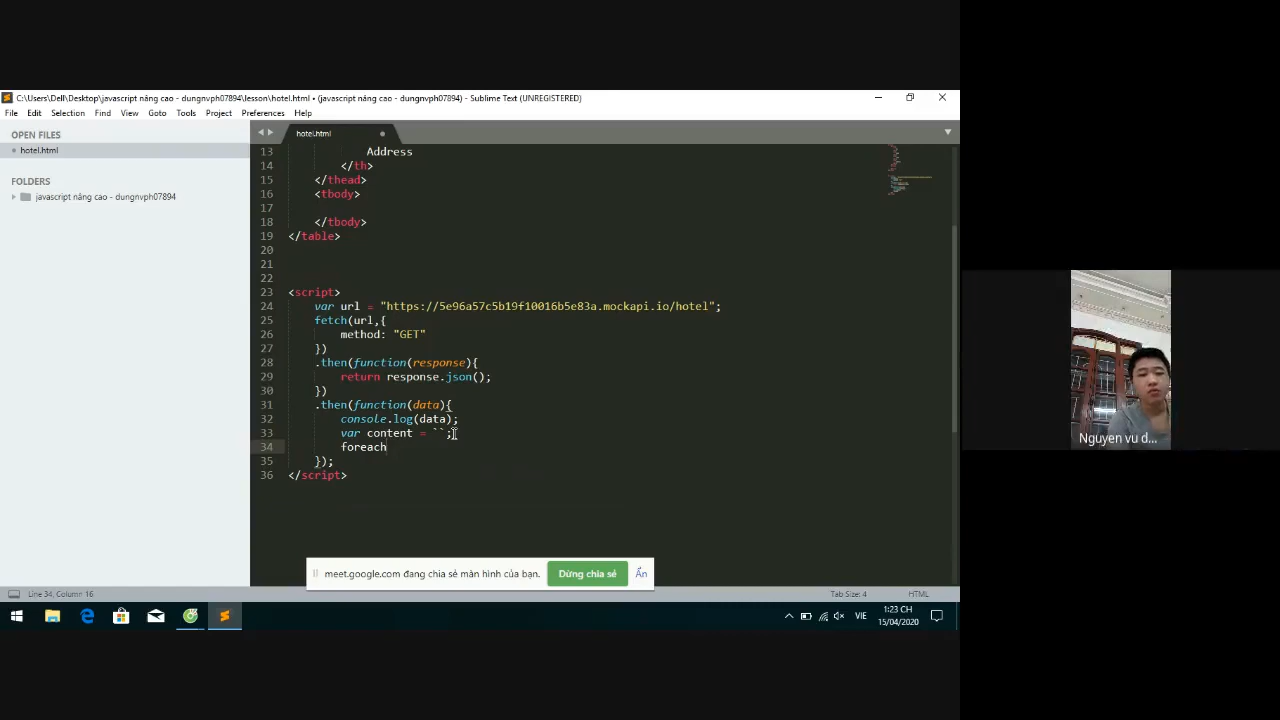 C:\Users\Dell\Desktop\javascript nâng cao - dungnvph07894\lesson\hotel.html • (javascript nâng cao - dungnvph07894) - Sublime Text (UNREGISTERED)
File Edit Selection Find View Goto Tools Project Preferences Help
OPEN FILES
hotel.html
FOLDERS
javascript nâng cao - dungnvph07894
hotel.html
13 Address
14 </th>
15 </thead>
16 <tbody>
17
18 </tbody>
19 </table>
20
21
22
23 <script>
24 var url = "https://5e96a57c5b19f10016b5e83a.mockapi.io/hotel";
25 fetch(url,{
26 method: "GET"
27 })
28 .then(function(response){
29 return response.json();
30 })
31 .then(function(data){
32 console.log(data);
33 var content = ``;
34 foreach
35 });
36 </script>
meet.google.com đang chia sẻ màn hình của bạn. Dừng chia sẻ Ẩn
Line 34, Column 16 Tab Size: 4 HTML
VIE 1:23 CH
15/04/2020
Nguyen vu d...